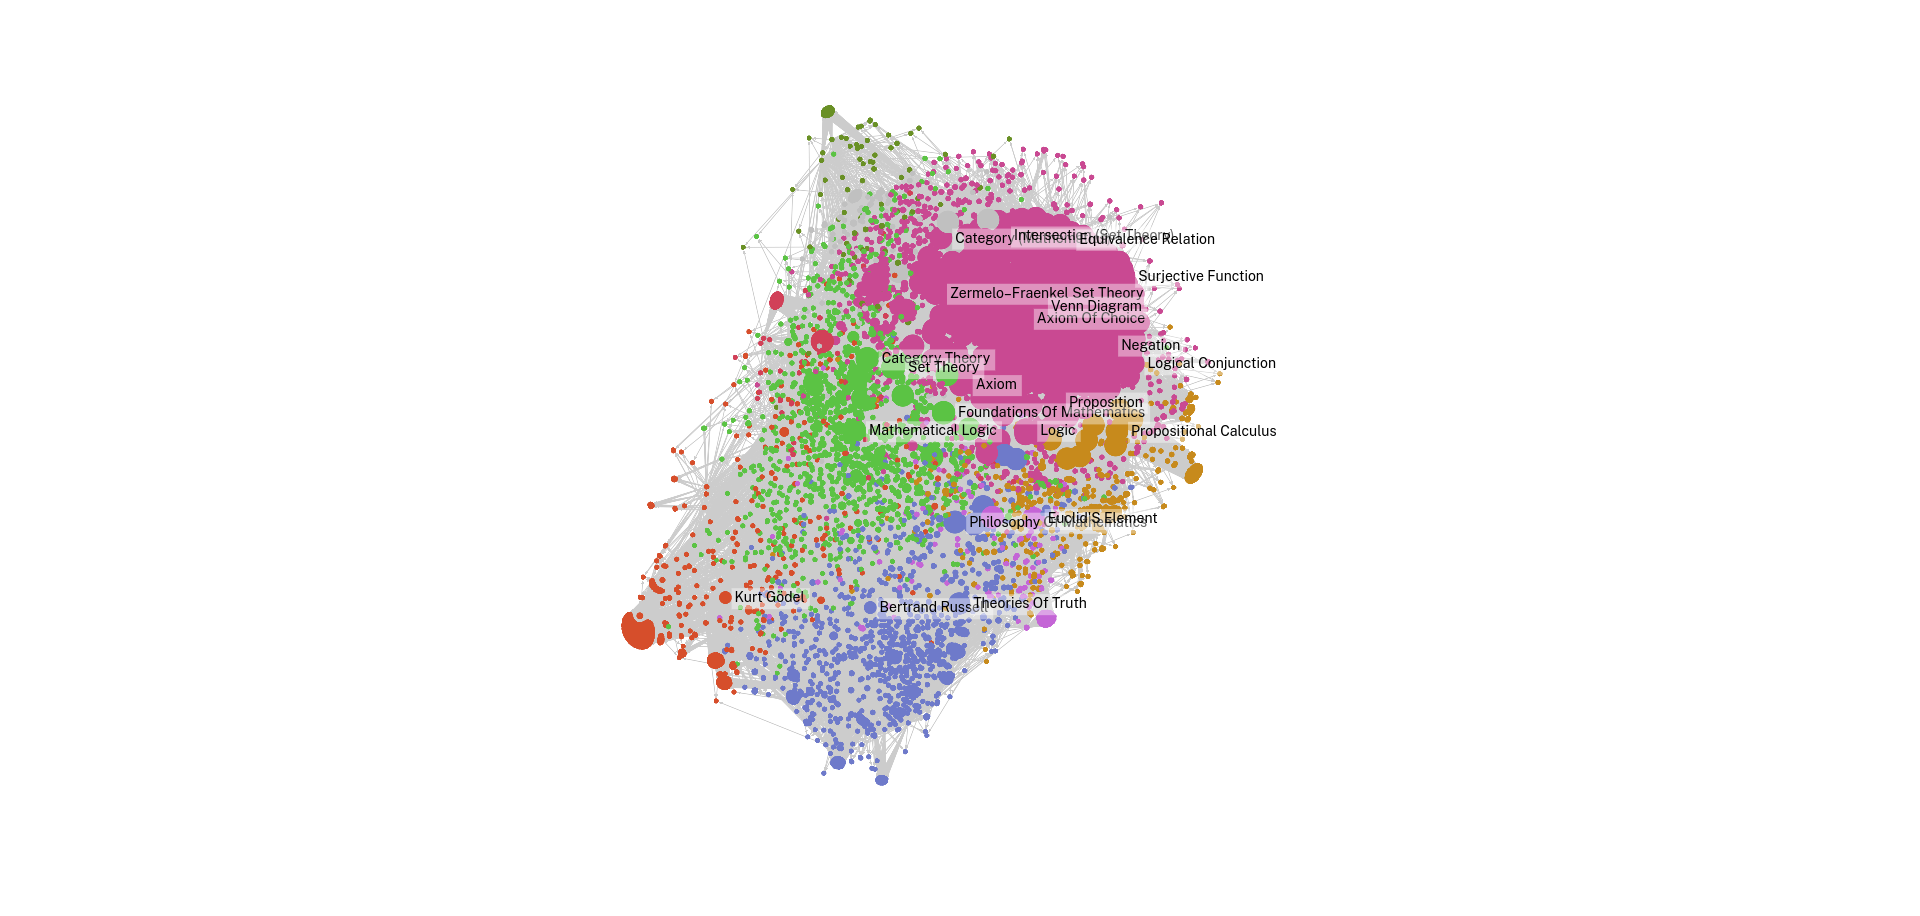 Intersection (Set Theory)
Category
Equivalence Relation
Surjective Function
Zermelo–Fraenkel Set Theory
Venn Diagram
Axiom Of Choice
Negation
Category Theory
Logical Conjunction
Set Theory
Axiom
Proposition
Foundations Of Mathematics
Mathematical Logic
Logic
Propositional Calculus
Euclid'S Element
Philosophy Of Mathematics
Kurt Gödel
Theories Of Truth
Bertrand Russell